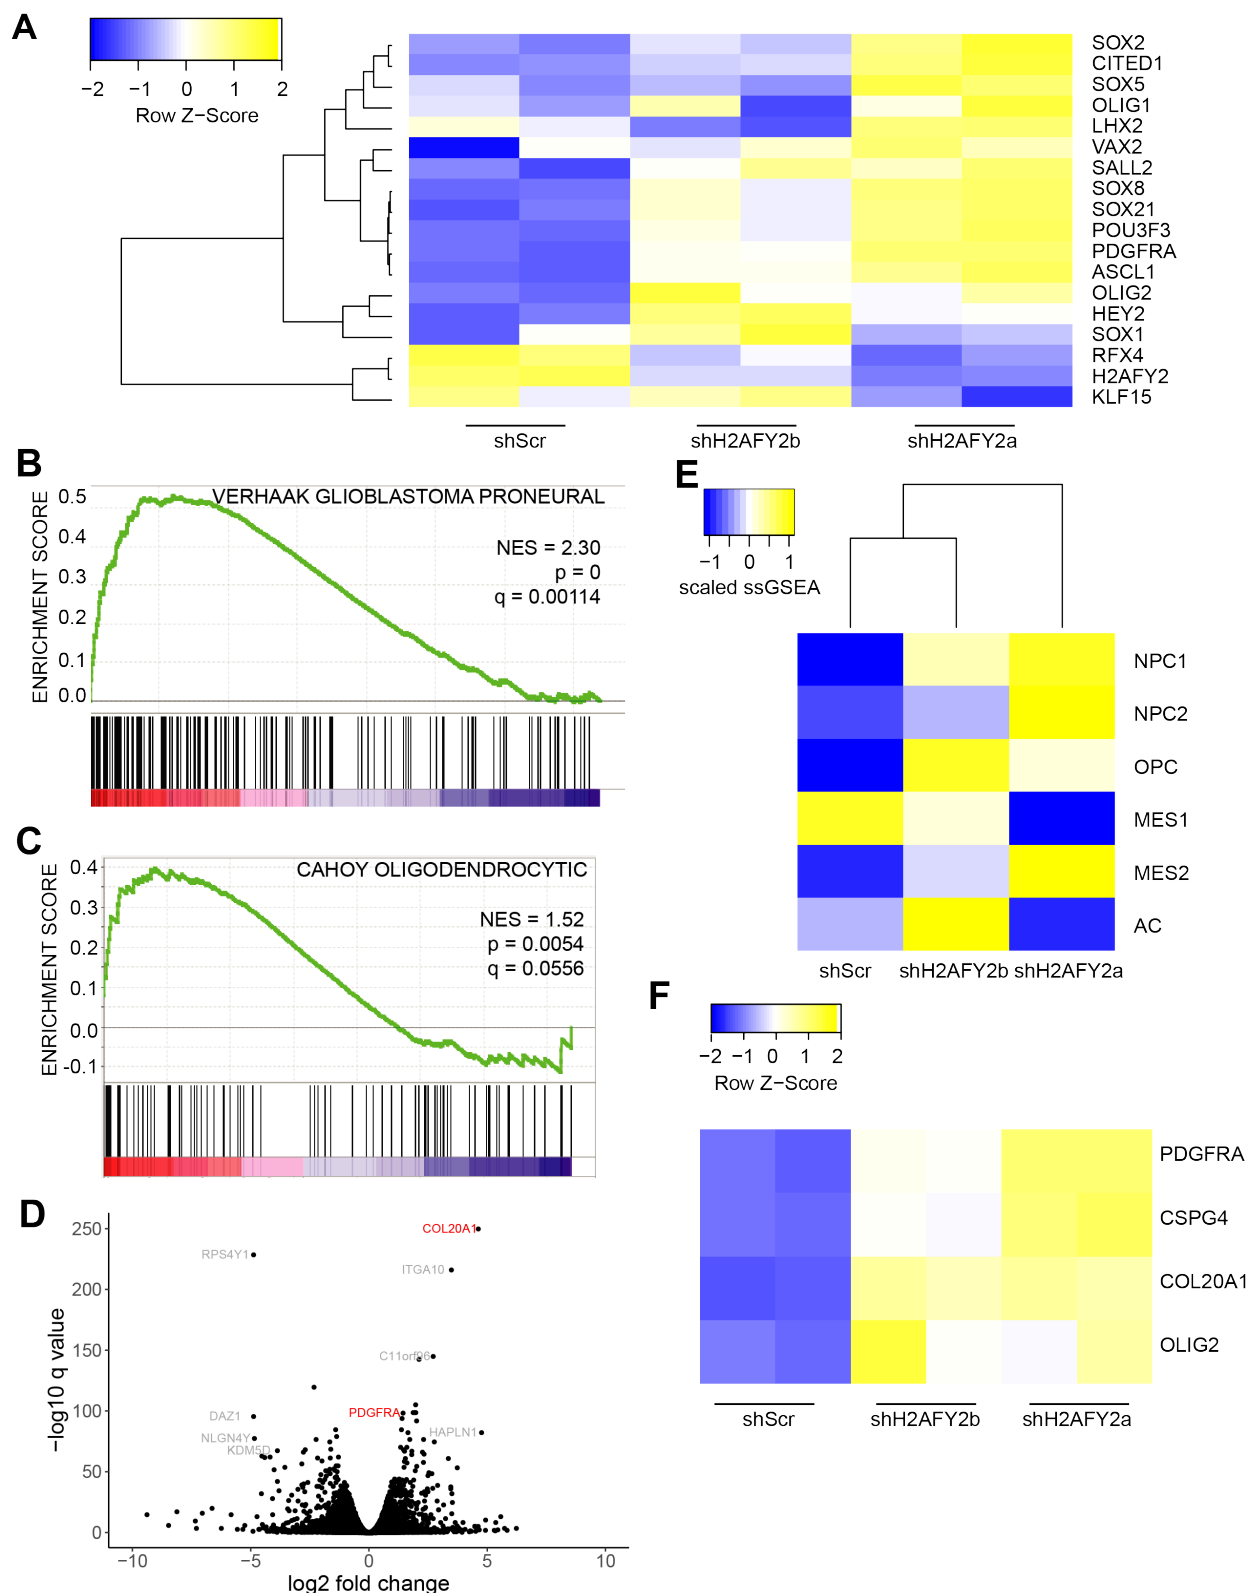 A
−2 −1 0 1 2
Row Z−Score
SOX2
CITED1
SOX5
OLIG1
LHX2
VAX2
SALL2
SOX8
SOX21
POU3F3
PDGFRA
ASCL1
OLIG2
HEY2
SOX1
RFX4
H2AFY2
KLF15
shScr shH2AFY2b shH2AFY2a
B
ENRICHMENT SCORE
0.5
0.4
0.3
0.2
0.1
0.0
VERHAAK GLIOBLASTOMA PRONEURAL
NES = 2.30
p = 0
q = 0.00114
C
ENRICHMENT SCORE
0.4
0.3
0.2
0.1
0.0
-0.1
CAHOY OLIGODENDROCYTIC
NES = 1.52
p = 0.0054
q = 0.0556
D
−log10 q value
250
200
150
100
50
0
COL20A1
RPS4Y1
ITGA10
C11orf96
PDGFRA
DAZ1
HAPLN1
NLGN4Y
KDM5D
−10 −5 0 5 10
log2 fold change
E
−1 0 1
scaled ssGSEA
NPC1
NPC2
OPC
MES1
MES2
AC
shScr shH2AFY2b shH2AFY2a
F
−2 −1 0 1 2
Row Z−Score
PDGFRA
CSPG4
COL20A1
OLIG2
shScr shH2AFY2b shH2AFY2a